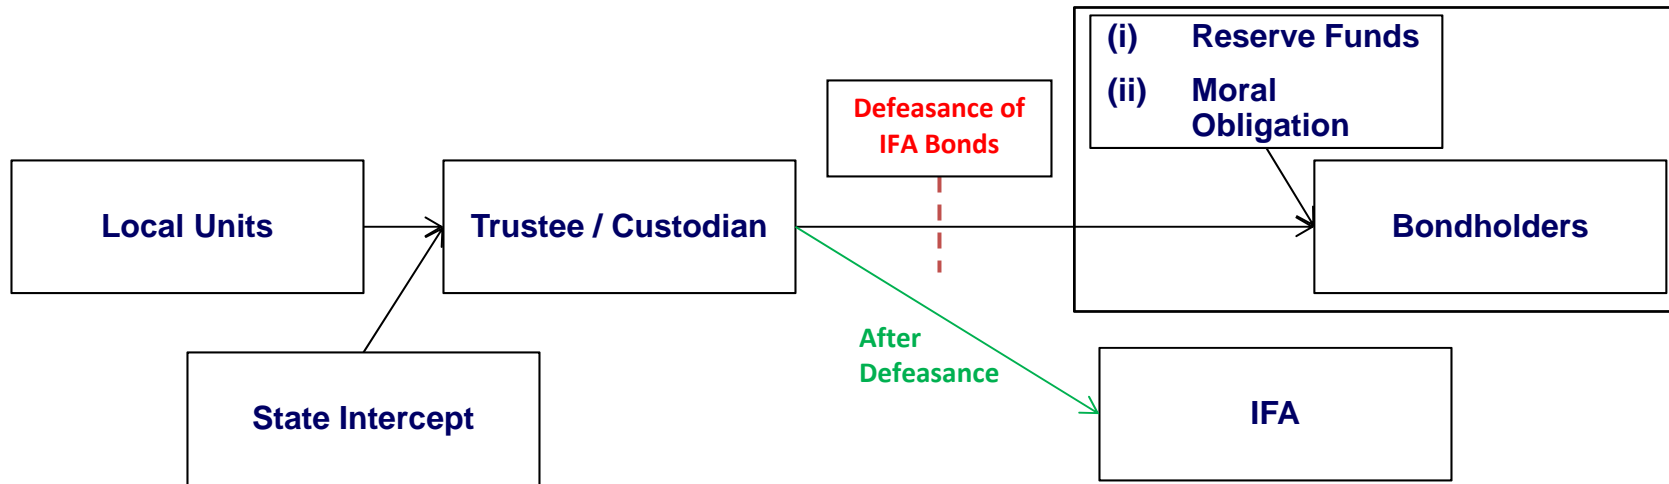 (i) Reserve Funds
(ii) Moral
Obligation
Defeasance of
IFA Bonds
Local Units
Trustee / Custodian
Bondholders
After
Defeasance
State Intercept
IFA